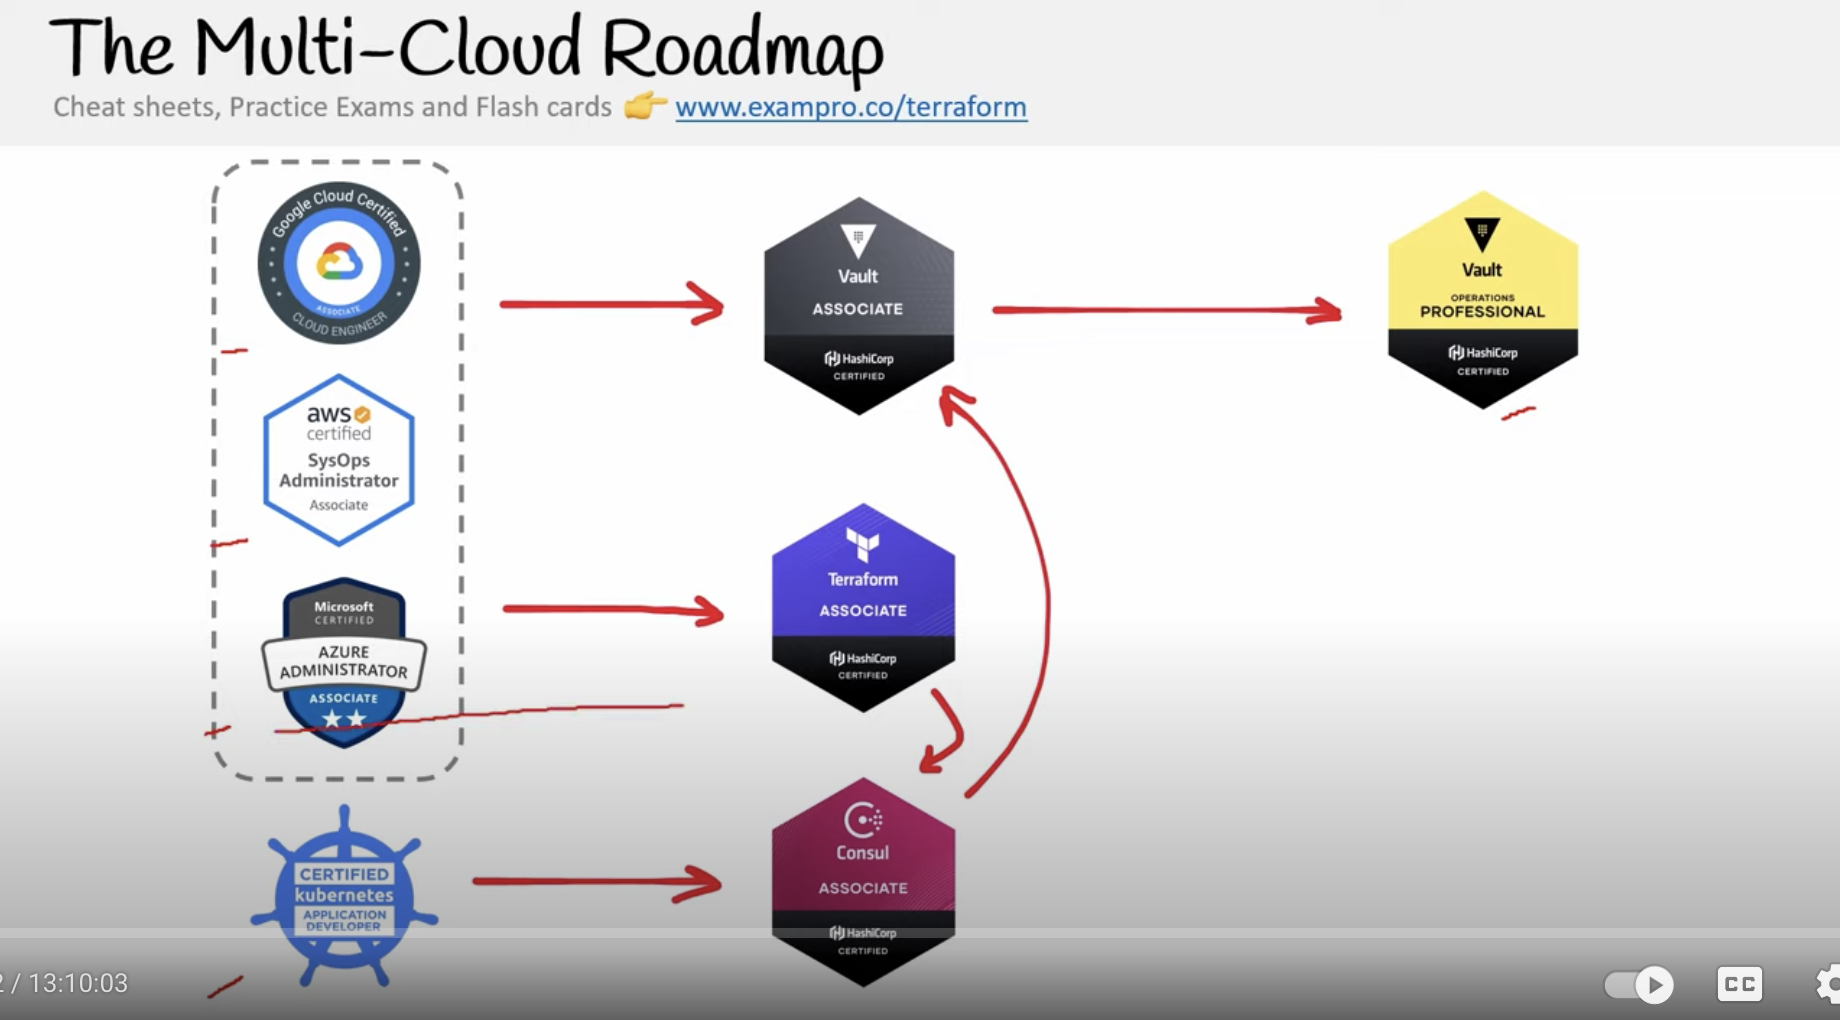 The Multi-Cloud Roadmap
Cheat sheets, Practice Exams and Flash cards 👉 www.exampro.co/terraform
Google Cloud Certified
ASSOCIATE
CLOUD ENGINEER
Vault
ASSOCIATE
HashiCorp
CERTIFIED
Vault
OPERATIONS
PROFESSIONAL
HashiCorp
CERTIFIED
aws
certified
SysOps
Administrator
Associate
Terraform
ASSOCIATE
HashiCorp
CERTIFIED
Microsoft
CERTIFIED
AZURE
ADMINISTRATOR
ASSOCIATE
CERTIFIED
kubernetes
APPLICATION
DEVELOPER
Consul
ASSOCIATE
HashiCorp
CERTIFIED
2 / 13:10:03
CC